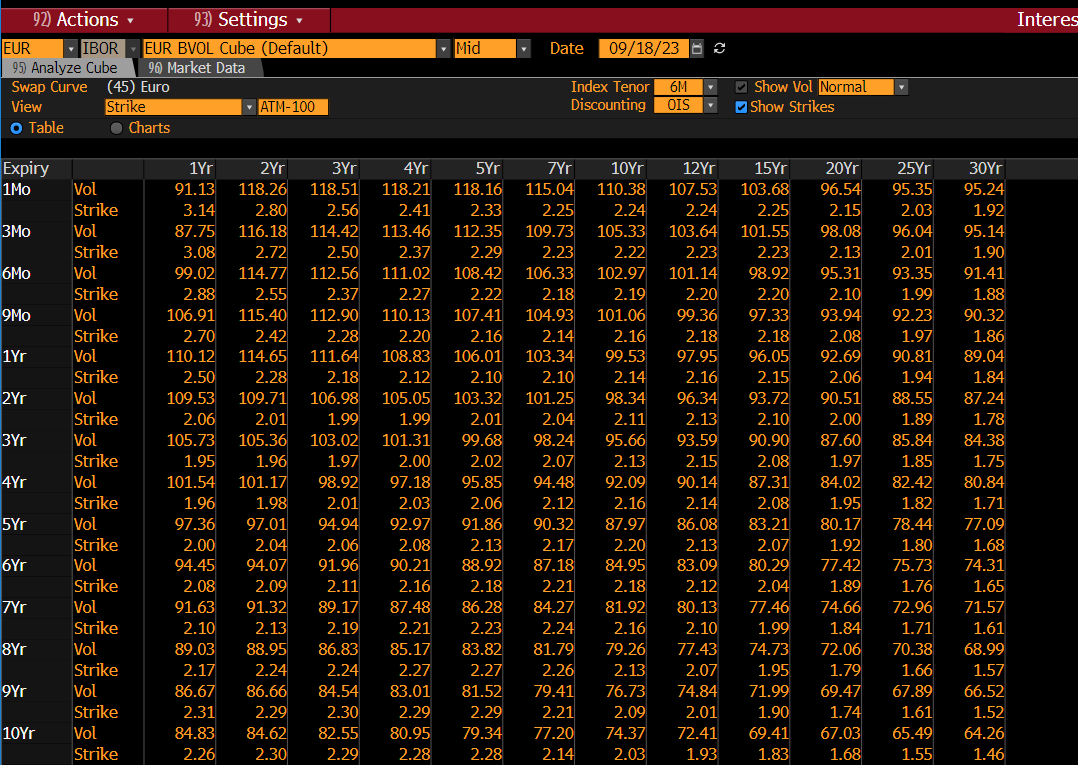 92) Actions 93) Settings Interes
EUR IBOR EUR BVOL Cube (Default) Mid Date 09/18/23
95) Analyze Cube 96) Market Data
Swap Curve (45) Euro Index Tenor 6M Show Vol Normal
View Strike ATM-100 Discounting OIS Show Strikes
Table Charts
Expiry 1Yr 2Yr 3Yr 4Yr 5Yr 7Yr 10Yr 12Yr 15Yr 20Yr 25Yr 30Yr
1Mo Vol 91.13 118.26 118.51 118.21 118.16 115.04 110.38 107.53 103.68 96.54 95.35 95.24
Strike 3.14 2.80 2.56 2.41 2.33 2.25 2.24 2.24 2.25 2.15 2.03 1.92
3Mo Vol 87.75 116.18 114.42 113.46 112.35 109.73 105.33 103.64 101.55 98.08 96.04 95.14
Strike 3.08 2.72 2.50 2.37 2.29 2.23 2.22 2.23 2.23 2.13 2.01 1.90
6Mo Vol 99.02 114.77 112.56 111.02 108.42 106.33 102.97 101.14 98.92 95.31 93.35 91.41
Strike 2.88 2.55 2.37 2.27 2.22 2.18 2.19 2.20 2.20 2.10 1.99 1.88
9Mo Vol 106.91 115.40 112.90 110.13 107.41 104.93 101.06 99.36 97.33 93.94 92.23 90.32
Strike 2.70 2.42 2.28 2.20 2.16 2.14 2.16 2.18 2.18 2.08 1.97 1.86
1Yr Vol 110.12 114.65 111.64 108.83 106.01 103.34 99.53 97.95 96.05 92.69 90.81 89.04
Strike 2.50 2.28 2.18 2.12 2.10 2.10 2.14 2.16 2.15 2.06 1.94 1.84
2Yr Vol 109.53 109.71 106.98 105.05 103.32 101.25 98.34 96.34 93.72 90.51 88.55 87.24
Strike 2.06 2.01 1.99 1.99 2.01 2.04 2.11 2.13 2.10 2.00 1.89 1.78
3Yr Vol 105.73 105.36 103.02 101.31 99.68 98.24 95.66 93.59 90.90 87.60 85.84 84.38
Strike 1.95 1.96 1.97 2.00 2.02 2.07 2.13 2.15 2.08 1.97 1.85 1.75
4Yr Vol 101.54 101.17 98.92 97.18 95.85 94.48 92.09 90.14 87.31 84.02 82.42 80.84
Strike 1.96 1.98 2.01 2.03 2.06 2.12 2.16 2.14 2.08 1.95 1.82 1.71
5Yr Vol 97.36 97.01 94.94 92.97 91.86 90.32 87.97 86.08 83.21 80.17 78.44 77.09
Strike 2.00 2.04 2.06 2.08 2.13 2.17 2.20 2.13 2.07 1.92 1.80 1.68
6Yr Vol 94.45 94.07 91.96 90.21 88.92 87.18 84.95 83.09 80.29 77.42 75.73 74.31
Strike 2.08 2.09 2.11 2.16 2.18 2.21 2.18 2.12 2.04 1.89 1.76 1.65
7Yr Vol 91.63 91.32 89.17 87.48 86.28 84.27 81.92 80.13 77.46 74.66 72.96 71.57
Strike 2.10 2.13 2.19 2.21 2.23 2.24 2.16 2.10 1.99 1.84 1.71 1.61
8Yr Vol 89.03 88.95 86.83 85.17 83.82 81.79 79.26 77.43 74.73 72.06 70.38 68.99
Strike 2.17 2.24 2.24 2.27 2.27 2.26 2.13 2.07 1.95 1.79 1.66 1.57
9Yr Vol 86.67 86.66 84.54 83.01 81.52 79.41 76.73 74.84 71.99 69.47 67.89 66.52
Strike 2.31 2.29 2.30 2.29 2.29 2.21 2.09 2.01 1.90 1.74 1.61 1.52
10Yr Vol 84.83 84.62 82.55 80.95 79.34 77.20 74.37 72.41 69.41 67.03 65.49 64.26
Strike 2.26 2.30 2.29 2.28 2.28 2.14 2.03 1.93 1.83 1.68 1.55 1.46